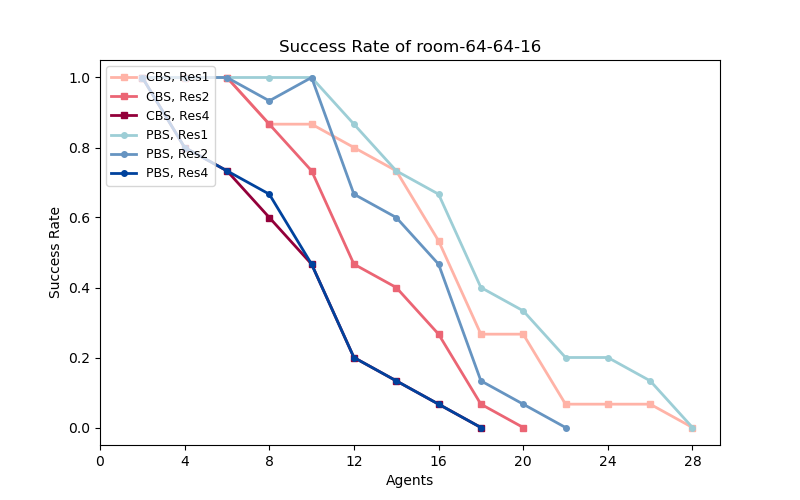 Success Rate of room-64-64-16
CBS, Res1
CBS, Res2
CBS, Res4
PBS, Res1
PBS, Res2
PBS, Res4
1.0
0.8
0.6
0.4
0.2
0.0
Success Rate
0 4 8 12 16 20 24 28
Agents